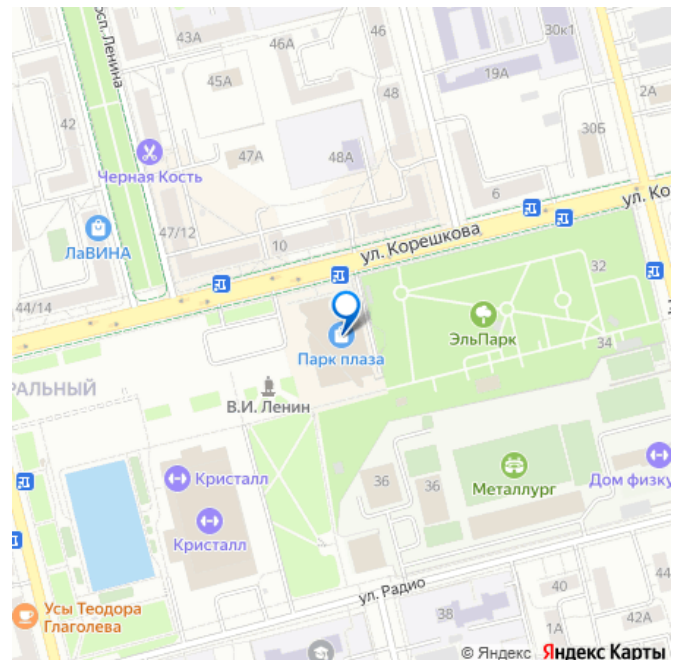 43А
46А
46
30к1
просп. Ленина
45А
19А
2А
48
42
30Б
47А
48А
Черная Кость
6
ул. Ко
47/12
10
ул. Корешкова
ЛаВИНА
32
44/14
ЭльПарк
34
Парк плаза
РАЛЬНЫЙ
В.И. Ленин
Кристалл
36
36
Металлург
Дом физку
Кристалл
ул. Радио
40
44
Усы Теодора
Глаголева
38
1А
42А
© Яндекс Яндекс Карты